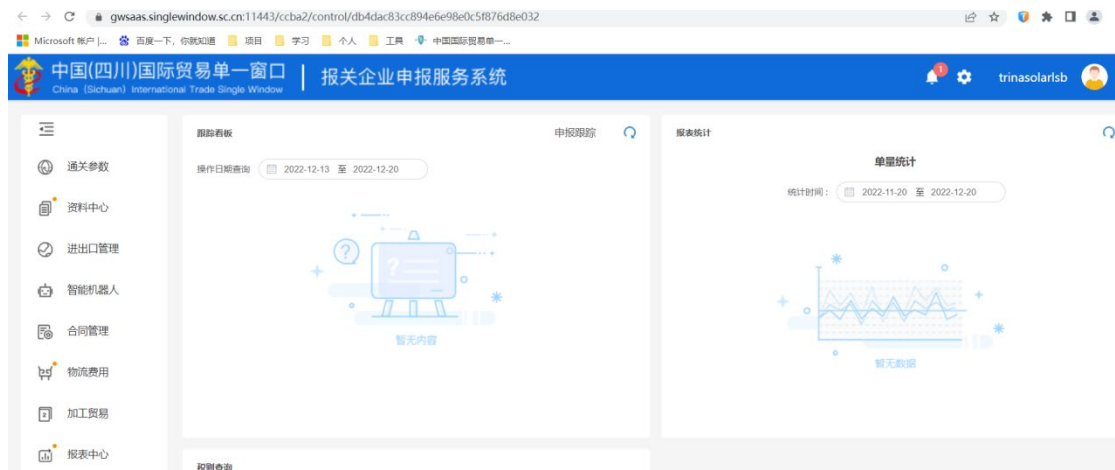 gwsaas.singlewindow.sc.cn:11443/ccba2/control/db4dac83cc894e6e98e0c5f876d8e032
Microsoft 帐户 |... 百度一下，你就知道 项目 学习 个人 工具 中国国际贸易单一...
中国(四川)国际贸易单一窗口
China (Sichuan) International Trade Single Window
报关企业申报服务系统
1
trinasolarlsb
通关参数
资料中心
进出口管理
智能机器人
合同管理
物流费用
加工贸易
报表中心
跟踪看板 申报跟踪
操作日期查询 2022-12-13 至 2022-12-20
暂无内容
报表统计
单量统计
统计时间： 2022-11-20 至 2022-12-20
暂无数据
税则查询